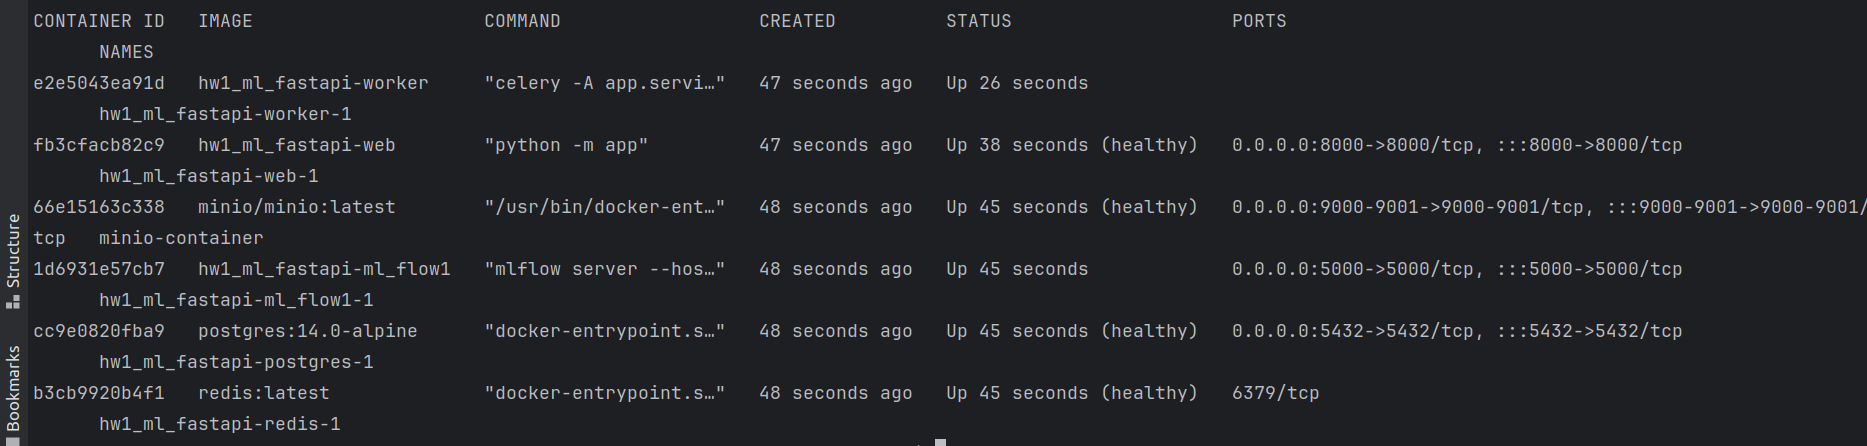 CONTAINER ID   IMAGE                     COMMAND                  CREATED          STATUS                    PORTS
      NAMES
e2e5043ea91d   hw1_ml_fastapi-worker     "celery -A app.servi…"   47 seconds ago   Up 26 seconds
      hw1_ml_fastapi-worker-1
fb3cfacb82c9   hw1_ml_fastapi-web        "python -m app"          47 seconds ago   Up 38 seconds (healthy)   0.0.0.0:8000->8000/tcp, :::8000->8000/tcp
      hw1_ml_fastapi-web-1
66e15163c338   minio/minio:latest        "/usr/bin/docker-ent…"   48 seconds ago   Up 45 seconds (healthy)   0.0.0.0:9000-9001->9000-9001/tcp, :::9000-9001->9000-9001/
tcp   minio-container
1d6931e57cb7   hw1_ml_fastapi-ml_flow1   "mlflow server --hos…"   48 seconds ago   Up 45 seconds             0.0.0.0:5000->5000/tcp, :::5000->5000/tcp
      hw1_ml_fastapi-ml_flow1-1
cc9e0820fba9   postgres:14.0-alpine      "docker-entrypoint.s…"   48 seconds ago   Up 45 seconds (healthy)   0.0.0.0:5432->5432/tcp, :::5432->5432/tcp
      hw1_ml_fastapi-postgres-1
b3cb9920b4f1   redis:latest              "docker-entrypoint.s…"   48 seconds ago   Up 45 seconds (healthy)   6379/tcp
      hw1_ml_fastapi-redis-1
Structure
Bookmarks